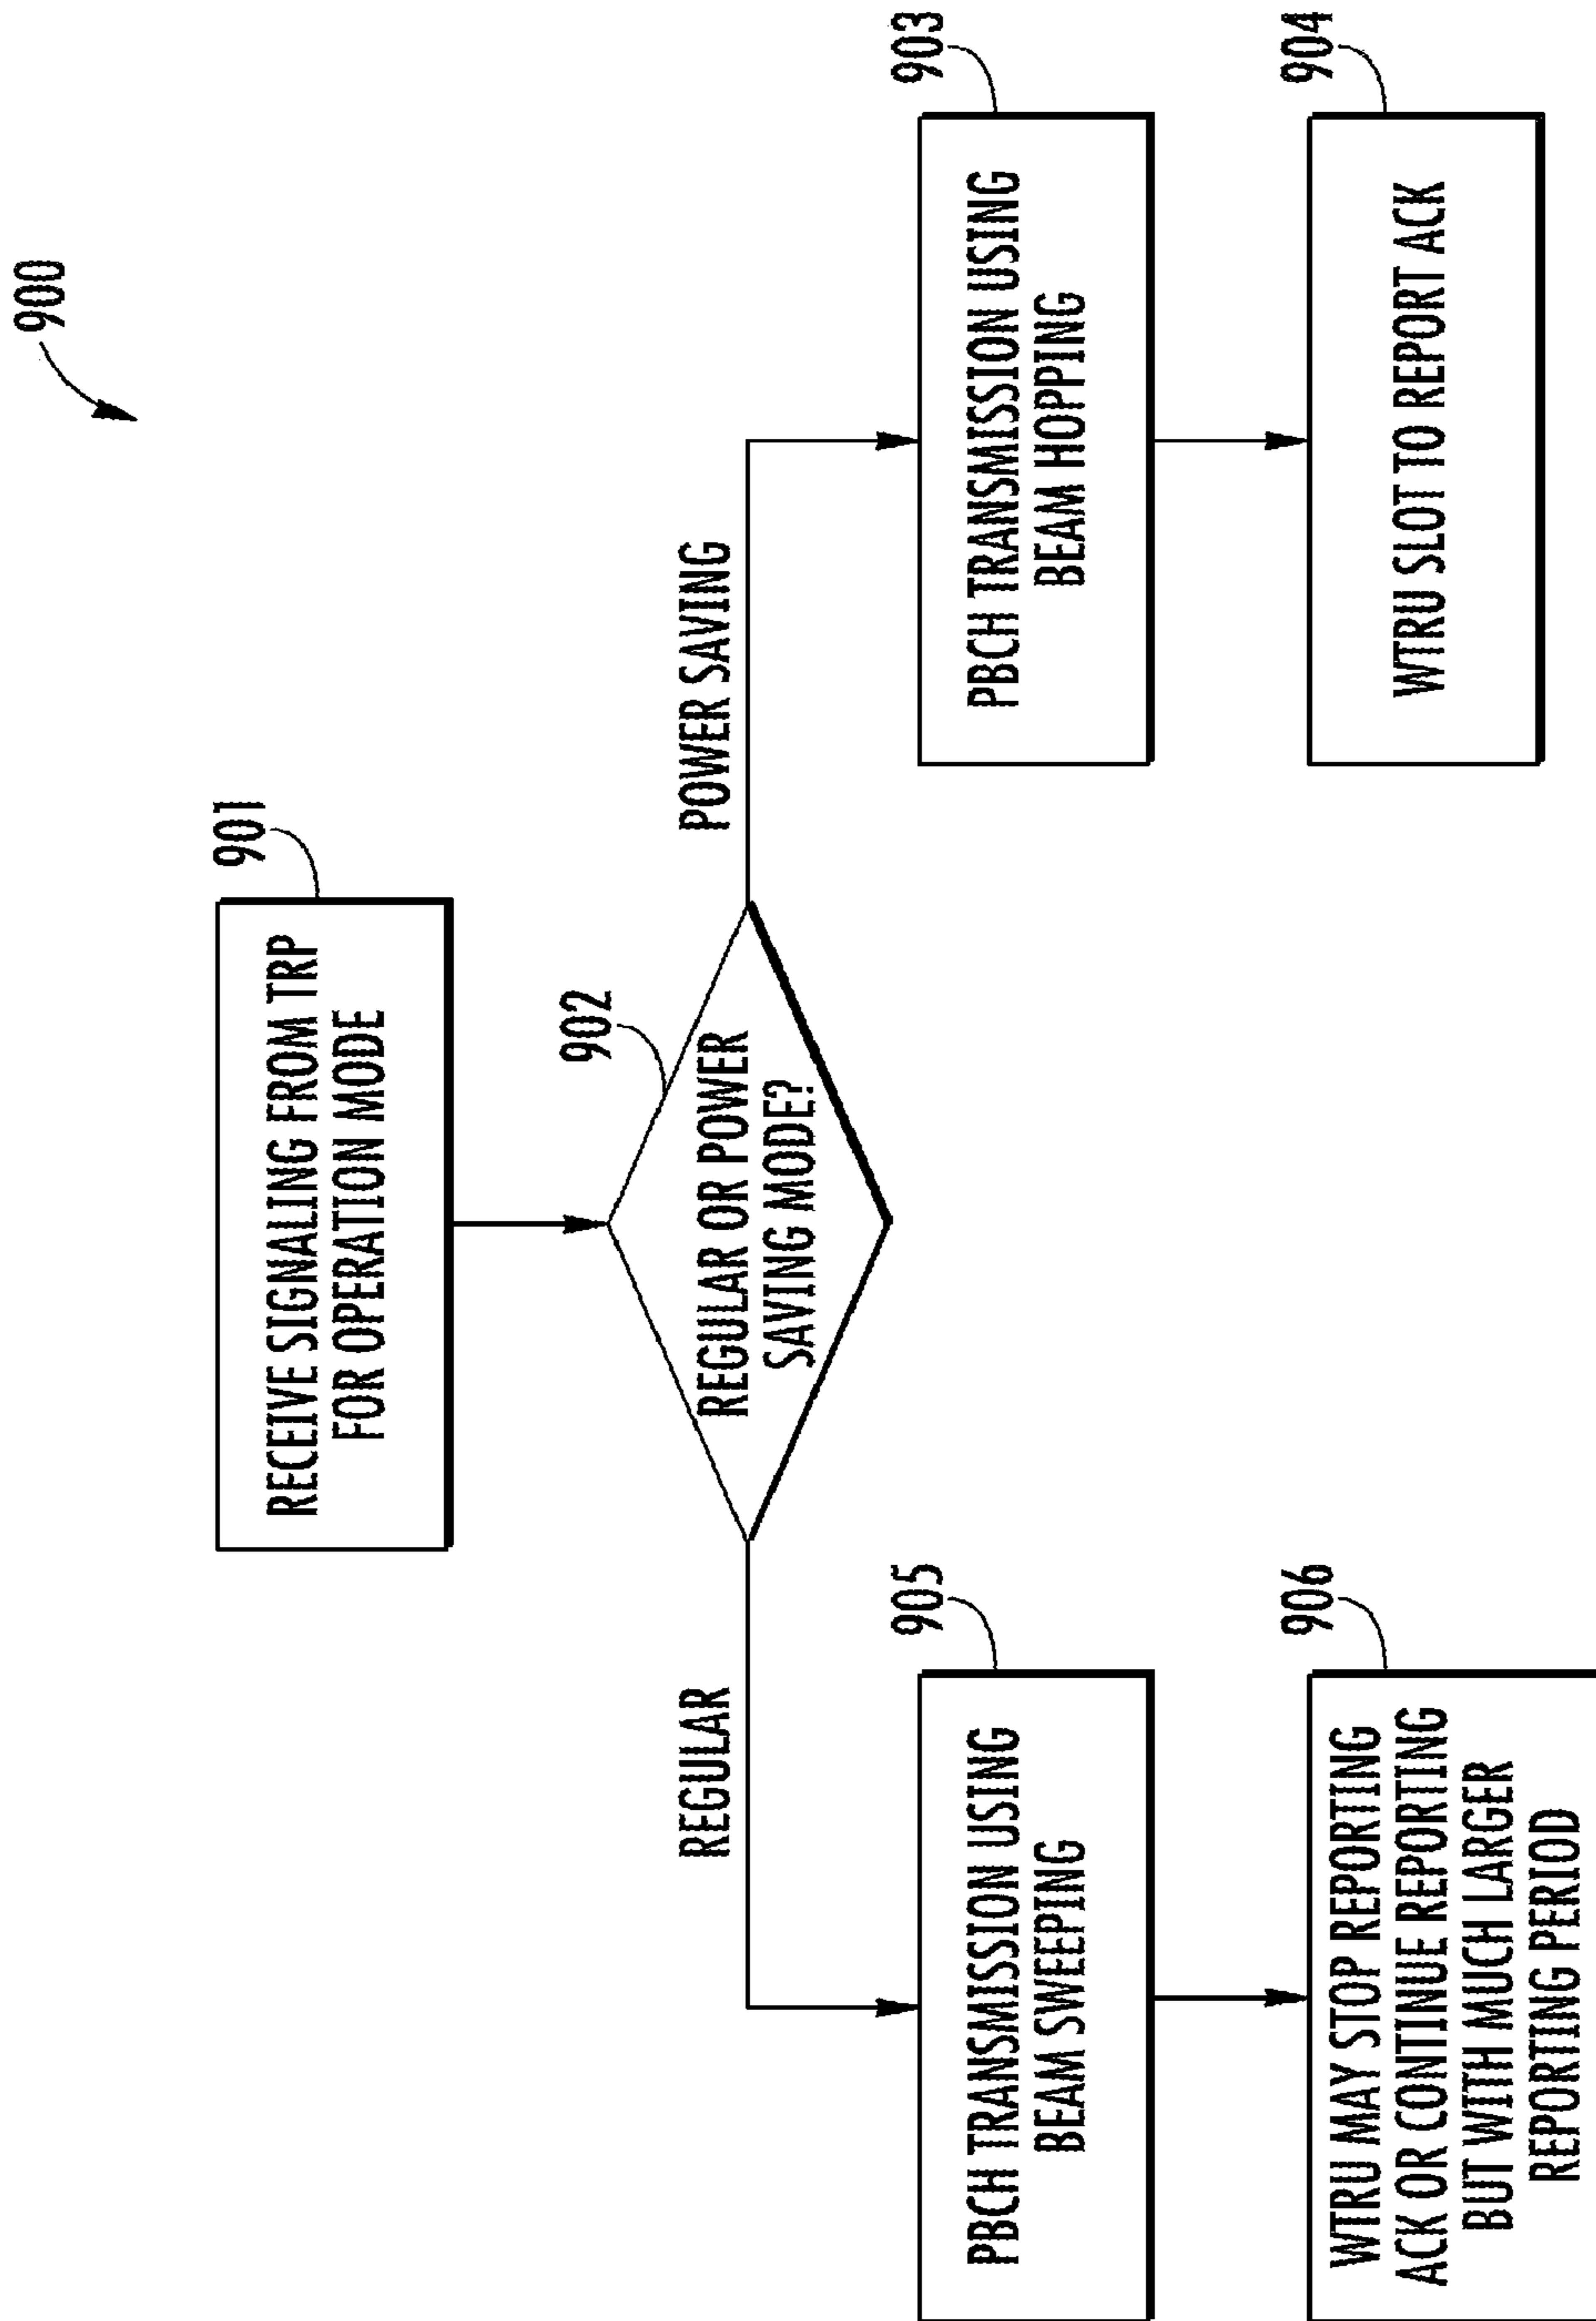 900
901
RECEIVE SIGNALING FROM TRP
FOR OPERATION MODE
902
REGULAR OR POWER
SAVING MODE?
REGULAR
POWER SAVING
905
PBCH TRANSMISSION USING
BEAM SWEEPING
903
PBCH TRANSMISSION USING
BEAM HOPPING
906
WTRU MAY STOP REPORTING
ACK OR CONTINUE REPORTING
BUT WITH MUCH LARGER
REPORTING PERIOD
904
WTRU SLOT TO REPORT ACK